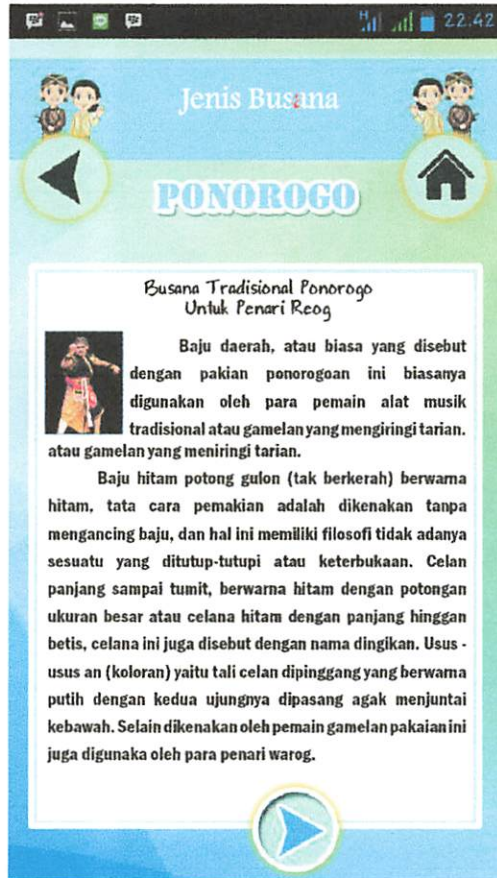 22.42
Jenis Busana
PONOROGO
Busana Tradisional Ponorogo
Untuk Penari Reog
Baju daerah, atau biasa yang disebut
dengan pakian ponorogoan ini biasanya
digunakan oleh para pemain alat musik
tradisional atau gamelan yang mengiringi tarian.
atau gamelan yang meniringi tarian.
Baju hitam potong gulon (tak berkerah) berwarna
hitam, tata cara pemakian adalah dikenakan tanpa
mengancing baju, dan hal ini memiliki filosofi tidak adanya
sesuatu yang ditutup-tutupi atau keterbukaan. Celan
panjang sampai tumit, berwarna hitam dengan potongan
ukuran besar atau celana hitam dengan panjang hinggan
betis, celana ini juga disebut dengan nama dingikan. Usus -
usus an (koloran) yaitu tali celan dipinggang yang berwarna
putih dengan kedua ujungnya dipasang agak menjuntai
kebawah. Selain dikenakan oleh pemain gamelan pakaian ini
juga digunaka oleh para penari warog.